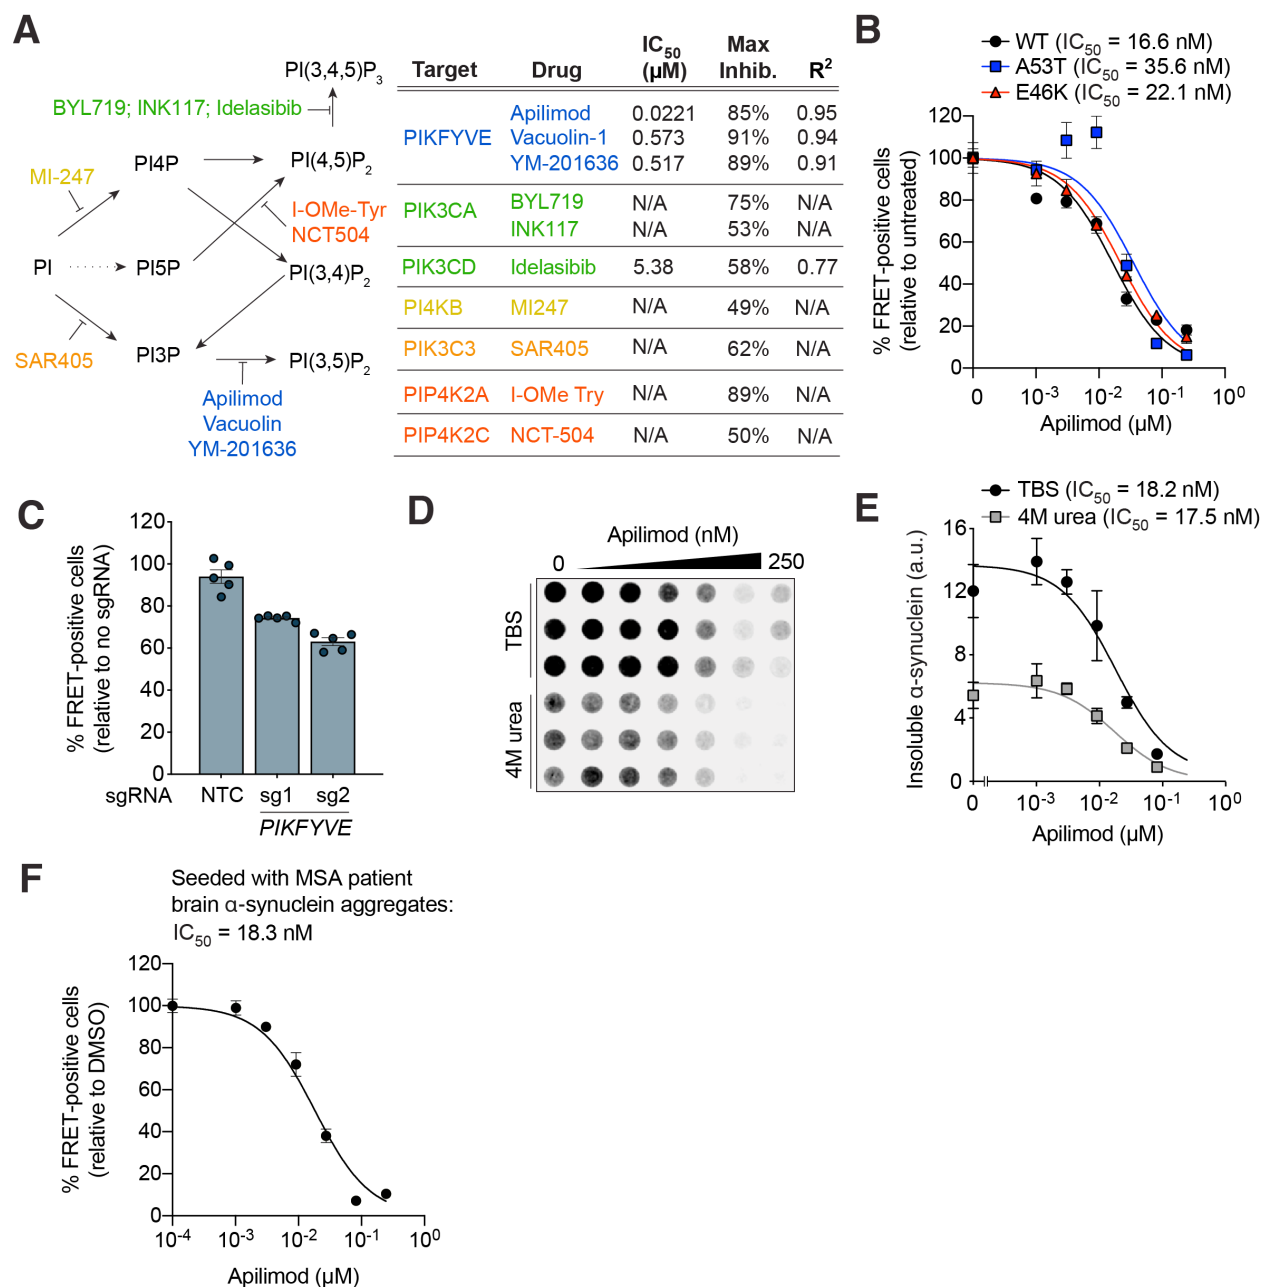 A
PI(3,4,5)P3
BYL719; INK117; Idelasibib
PI4P
PI(4,5)P2
MI-247
I-OMe-Tyr
NCT504
PI
PI5P
PI(3,4)P2
SAR405
PI3P
PI(3,5)P2
Apilimod
Vacuolin
YM-201636
Target Drug IC50 (µM) Max Inhib. R2
PIKFYVE
Apilimod 0.0221 85% 0.95
Vacuolin-1 0.573 91% 0.94
YM-201636 0.517 89% 0.91
PIK3CA
BYL719 N/A 75% N/A
INK117 N/A 53% N/A
PIK3CD Idelasibib 5.38 58% 0.77
PI4KB MI247 N/A 49% N/A
PIK3C3 SAR405 N/A 62% N/A
PIP4K2A I-OMe Try N/A 89% N/A
PIP4K2C NCT-504 N/A 50% N/A
B
WT (IC50 = 16.6 nM)
A53T (IC50 = 35.6 nM)
E46K (IC50 = 22.1 nM)
% FRET-positive cells
(relative to untreated)
120
100
80
60
40
20
0
0 10-3 10-2 10-1 100
Apilimod (µM)
C
% FRET-positive cells
(relative to no sgRNA)
120
100
80
60
40
20
0
sgRNA NTC sg1 sg2
PIKFYVE
D
Apilimod (nM)
0 250
TBS
4M urea
E
TBS (IC50 = 18.2 nM)
4M urea (IC50 = 17.5 nM)
Insoluble α-synuclein (a.u.)
16
12
8
4
0
0 10-3 10-2 10-1 100
Apilimod (µM)
F
Seeded with MSA patient
brain α-synuclein aggregates:
IC50 = 18.3 nM
% FRET-positive cells
(relative to DMSO)
120
100
80
60
40
20
0
10-4 10-3 10-2 10-1 100
Apilimod (µM)